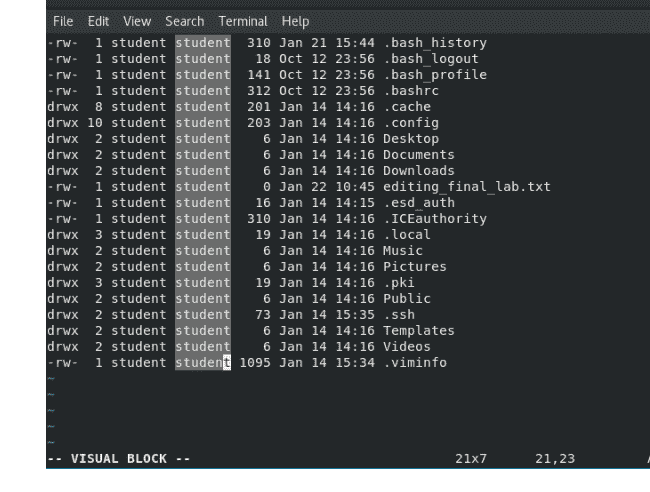 File Edit View Search Terminal Help
-rw-  1 student student  310 Jan 21 15:44 .bash_history
-rw-  1 student student   18 Oct 12 23:56 .bash_logout
-rw-  1 student student  141 Oct 12 23:56 .bash_profile
-rw-  1 student student  312 Oct 12 23:56 .bashrc
drwx  8 student student  201 Jan 14 14:16 .cache
drwx 10 student student  203 Jan 14 14:16 .config
drwx  2 student student    6 Jan 14 14:16 Desktop
drwx  2 student student    6 Jan 14 14:16 Documents
drwx  2 student student    6 Jan 14 14:16 Downloads
-rw-  1 student student    0 Jan 22 10:45 editing_final_lab.txt
-rw-  1 student student   16 Jan 14 14:15 .esd_auth
-rw-  1 student student  310 Jan 14 14:16 .ICEauthority
drwx  3 student student   19 Jan 14 14:16 .local
drwx  2 student student    6 Jan 14 14:16 Music
drwx  2 student student    6 Jan 14 14:16 Pictures
drwx  3 student student   19 Jan 14 14:16 .pki
drwx  2 student student    6 Jan 14 14:16 Public
drwx  2 student student   73 Jan 14 15:35 .ssh
drwx  2 student student    6 Jan 14 14:16 Templates
drwx  2 student student    6 Jan 14 14:16 Videos
-rw-  1 student student 1095 Jan 14 15:34 .viminfo
~
~
~
~
~
-- VISUAL BLOCK -- 21x7 21,23